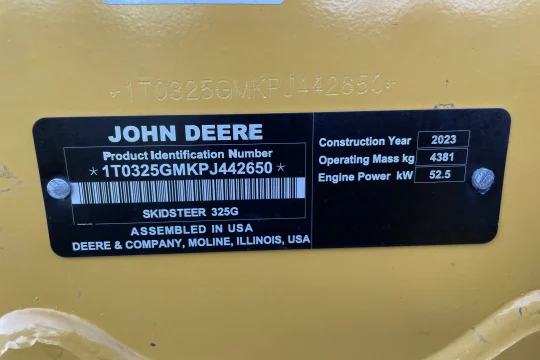 *1T0325GMKPJ442650*
JOHN DEERE
Product Identification Number
*1T0325GMKPJ442650*
SKIDSTEER 325G
ASSEMBLED IN USA
DEERE & COMPANY, MOLINE, ILLINOIS, USA
Construction Year 2023
Operating Mass kg 4381
Engine Power kW 52.5